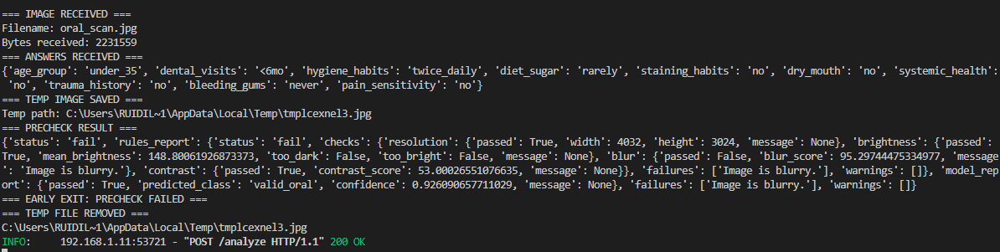 === IMAGE RECEIVED ===
Filename: oral_scan.jpg
Bytes received: 2231559
=== ANSWERS RECEIVED ===
{'age_group': 'under_35', 'dental_visits': '<6mo', 'hygiene_habits': 'twice_daily', 'diet_sugar': 'rarely', 'staining_habits': 'no', 'dry_mouth': 'no', 'systemic_health':
 'no', 'trauma_history': 'no', 'bleeding_gums': 'never', 'pain_sensitivity': 'no'}
=== TEMP IMAGE SAVED ===
Temp path: C:\Users\RUIDIL~1\AppData\Local\Temp\tmplcexnel3.jpg
=== PRECHECK RESULT ===
{'status': 'fail', 'rules_report': {'status': 'fail', 'checks': {'resolution': {'passed': True, 'width': 4032, 'height': 3024, 'message': None}, 'brightness': {'passed':
True, 'mean_brightness': 148.80061926873373, 'too_dark': False, 'too_bright': False, 'message': None}, 'blur': {'passed': False, 'blur_score': 95.29744475334977, 'message
': 'Image is blurry.'}, 'contrast': {'passed': True, 'contrast_score': 53.00026551076635, 'message': None}}, 'failures': ['Image is blurry.'], 'warnings': []}, 'model_rep
ort': {'passed': True, 'predicted_class': 'valid_oral', 'confidence': 0.926090657711029, 'message': None}, 'failures': ['Image is blurry.'], 'warnings': []}
=== EARLY EXIT: PRECHECK FAILED ===
=== TEMP FILE REMOVED ===
C:\Users\RUIDIL~1\AppData\Local\Temp\tmplcexnel3.jpg
INFO:     192.168.1.11:53721 - "POST /analyze HTTP/1.1" 200 OK